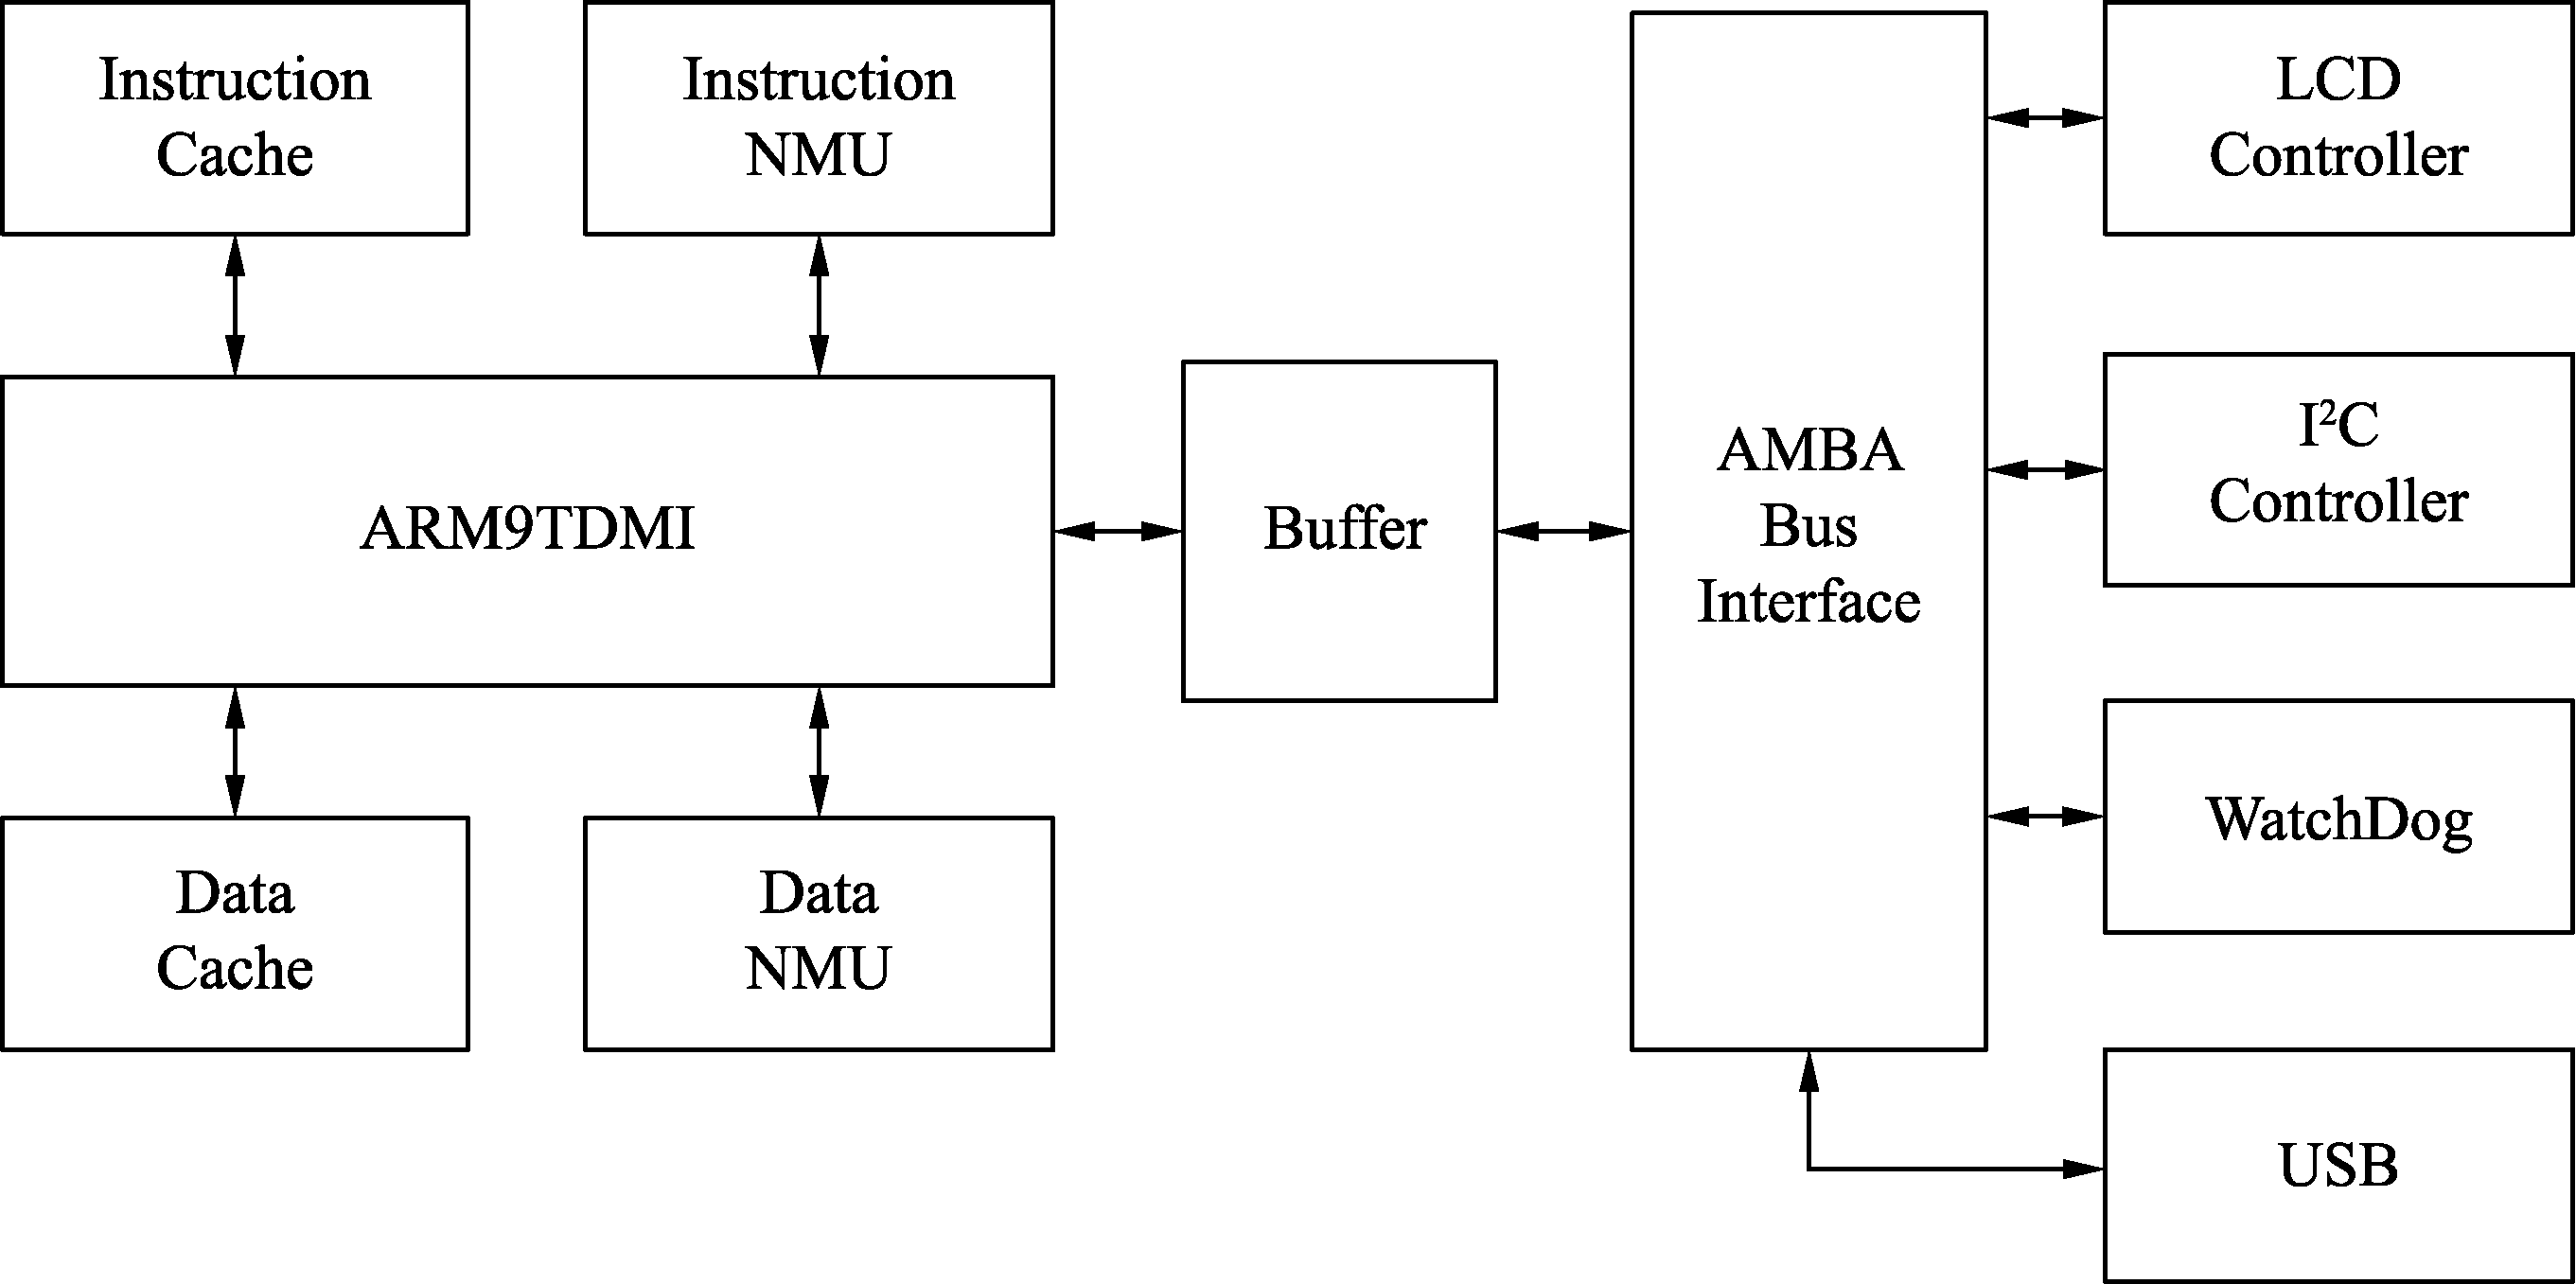 Instruction
Cache
Instruction
NMU
LCD
Controller
ARM9TDMI
Buffer
AMBA
Bus
Interface
I²C
Controller
WatchDog
Data
Cache
Data
NMU
USB